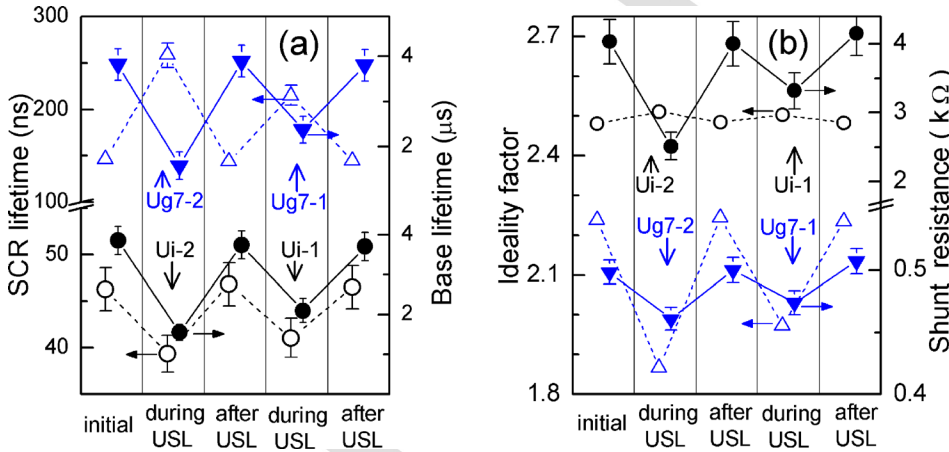 300
250
200
150
100
50
40
SCR lifetime (ns)
(a)
4
2
4
2
Base lifetime (μs)
Ug7-2
Ug7-1
Ui-2
Ui-1
initial
during
USL
after
USL
during
USL
after
USL
2.7
2.4
2.1
1.8
Ideality factor
(b)
4
3
2
0.5
0.4
Shunt resistance ( kΩ)
Ui-2
Ui-1
Ug7-2
Ug7-1
initial
during
USL
after
USL
during
USL
after
USL